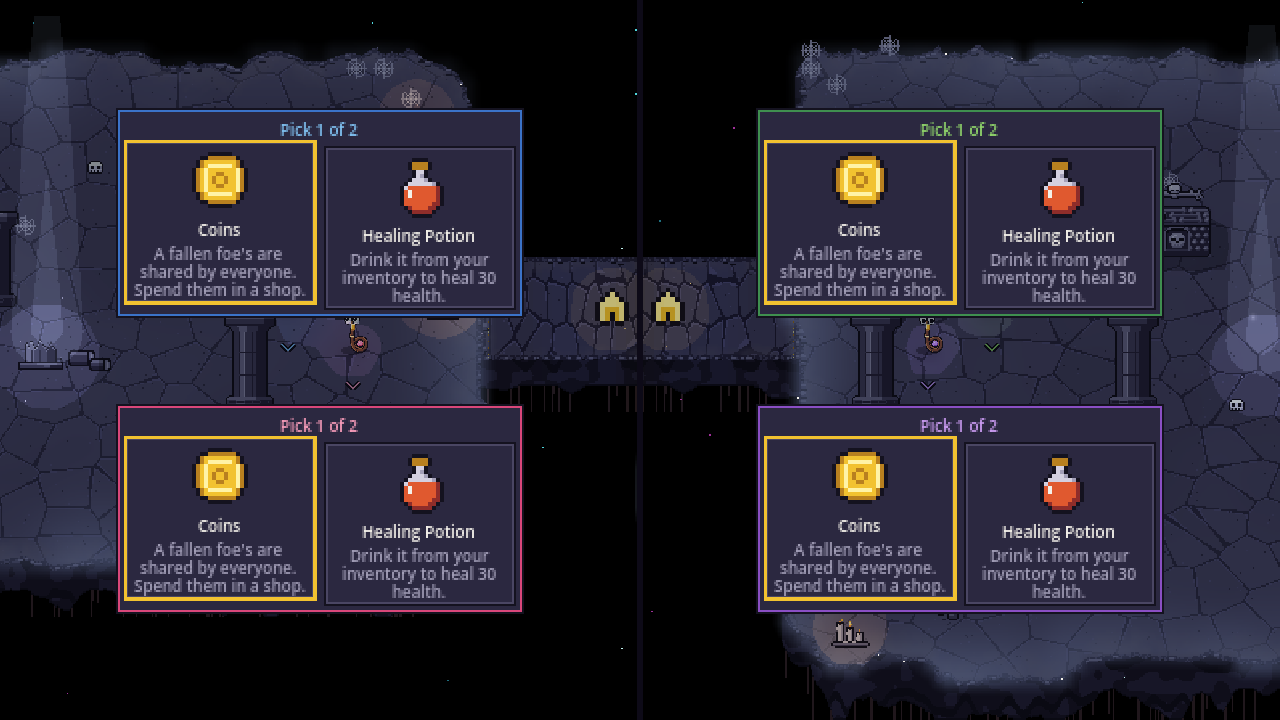 Pick 1 of 2
Coins
A fallen foe's are
shared by everyone.
Spend them in a shop.
Healing Potion
Drink it from your
inventory to heal 30
health.
Pick 1 of 2
Coins
A fallen foe's are
shared by everyone.
Spend them in a shop.
Healing Potion
Drink it from your
inventory to heal 30
health.
Pick 1 of 2
Coins
A fallen foe's are
shared by everyone.
Spend them in a shop.
Healing Potion
Drink it from your
inventory to heal 30
health.
Pick 1 of 2
Coins
A fallen foe's are
shared by everyone.
Spend them in a shop.
Healing Potion
Drink it from your
inventory to heal 30
health.